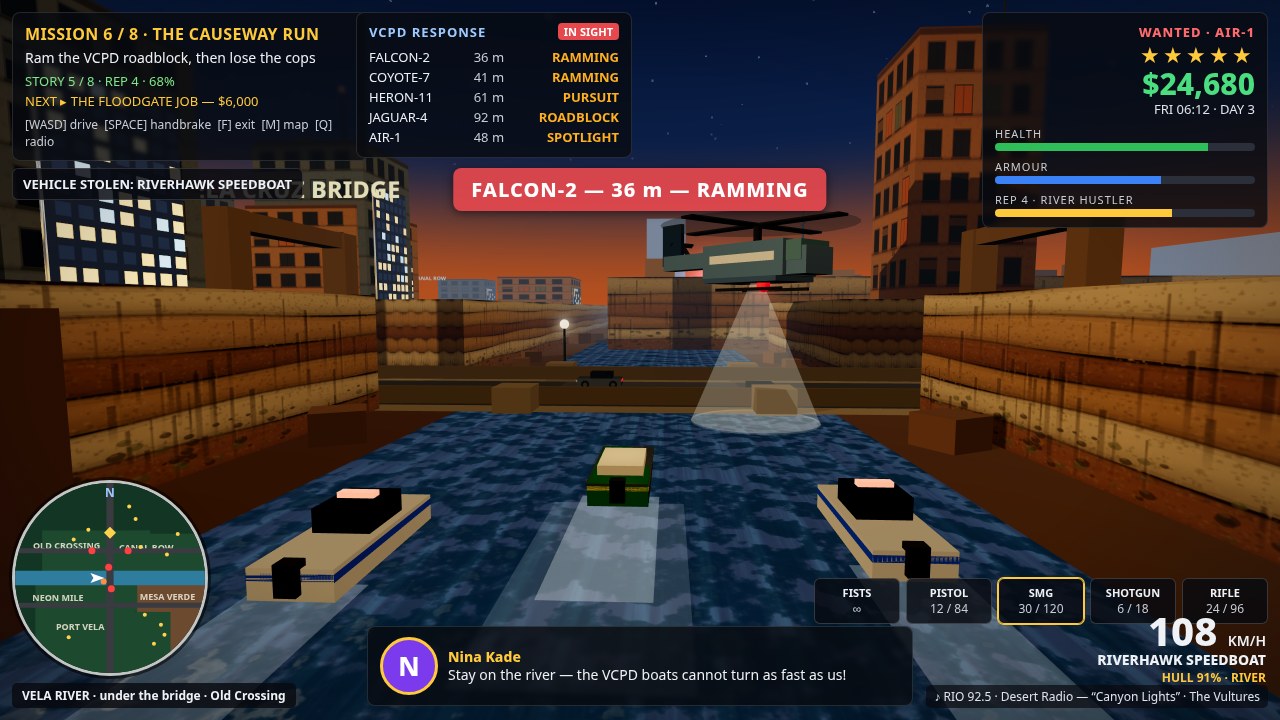 MISSION 6 / 8 · THE CAUSEWAY RUN
Ram the VCPD roadblock, then lose the cops
STORY 5 / 8 · REP 4 · 68%
NEXT ▸ THE FLOODGATE JOB — $6,000
[WASD] drive [SPACE] handbrake [F] exit [M] map [Q]
radio
VCPD RESPONSE IN SIGHT
FALCON-2 36 m RAMMING
COYOTE-7 41 m RAMMING
HERON-11 61 m PURSUIT
JAGUAR-4 92 m ROADBLOCK
AIR-1 48 m SPOTLIGHT
WANTED · AIR-1
★★★★★
$24,680
FRI 06:12 · DAY 3
HEALTH
ARMOUR
REP 4 · RIVER HUSTLER
VEHICLE STOLEN: RIVERHAWK SPEEDBOAT
BRIDGE
FALCON-2 — 36 m — RAMMING
N
OLD CROSSING
CANAL ROW
NEON MILE
MESA VERDE
PORT VELA
VELA RIVER · under the bridge · Old Crossing
N
Nina Kade
Stay on the river — the VCPD boats cannot turn as fast as us!
FISTS PISTOL SMG SHOTGUN RIFLE
∞ 12 / 84 30 / 120 6 / 18 24 / 96
108 KM/H
RIVERHAWK SPEEDBOAT
HULL 91% · RIVER
♪ RIO 92.5 · Desert Radio — “Canyon Lights” · The Vultures